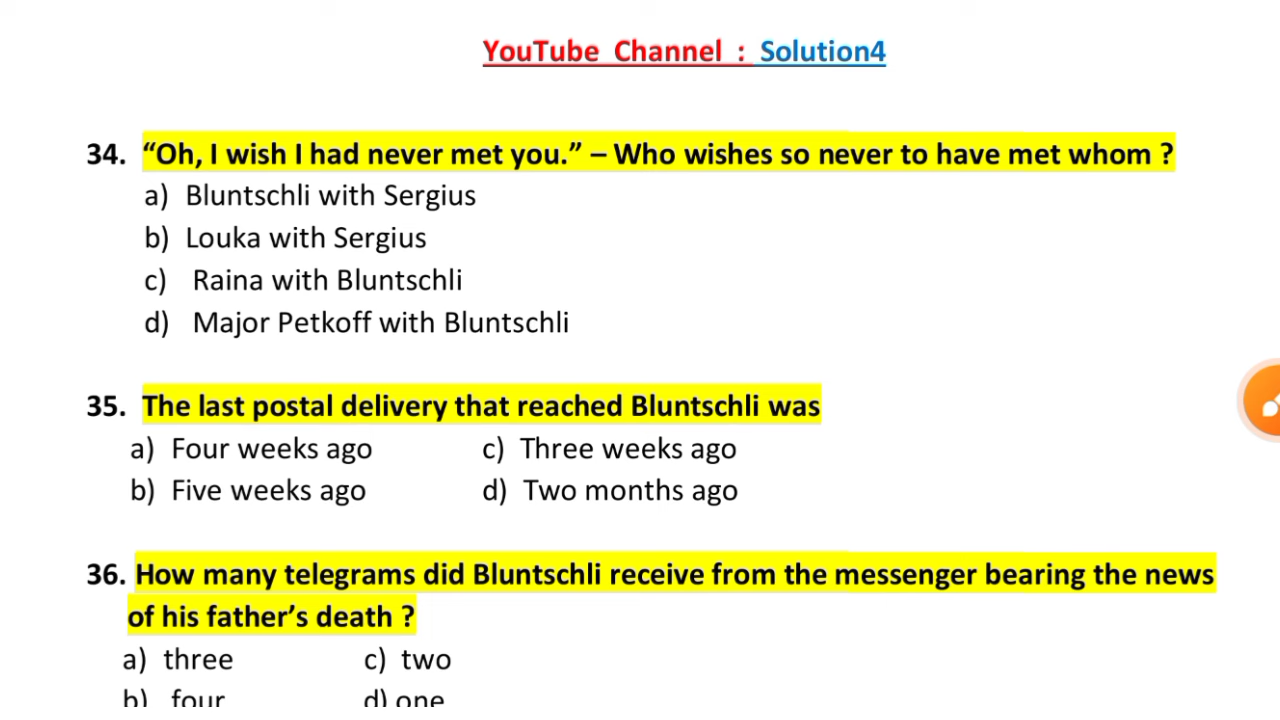 YouTube Channel : Solution4
34. “Oh, I wish I had never met you.” – Who wishes so never to have met whom ?
a) Bluntschli with Sergius
b) Louka with Sergius
c) Raina with Bluntschli
d) Major Petkoff with Bluntschli
35. The last postal delivery that reached Bluntschli was
a) Four weeks ago c) Three weeks ago
b) Five weeks ago d) Two months ago
36. How many telegrams did Bluntschli receive from the messenger bearing the news
of his father’s death ?
a) three c) two
b) four d) one